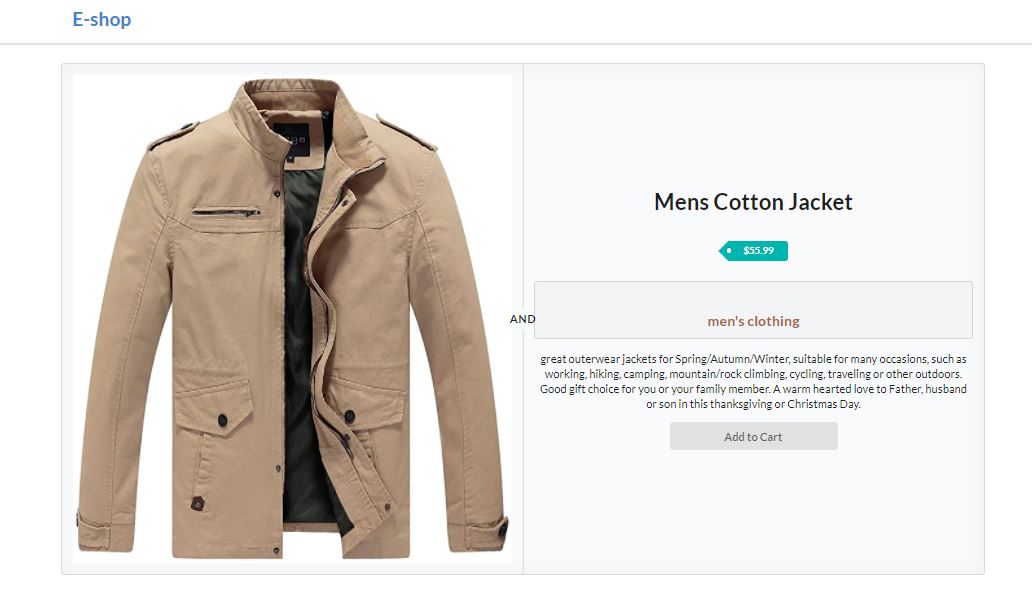 E-shop
Mens Cotton Jacket
$55.99
AND
men's clothing
great outerwear jackets for Spring/Autumn/Winter, suitable for many occasions, such as
working, hiking, camping, mountain/rock climbing, cycling, traveling or other outdoors.
Good gift choice for you or your family member. A warm hearted love to Father, husband
or son in this thanksgiving or Christmas Day.
Add to Cart